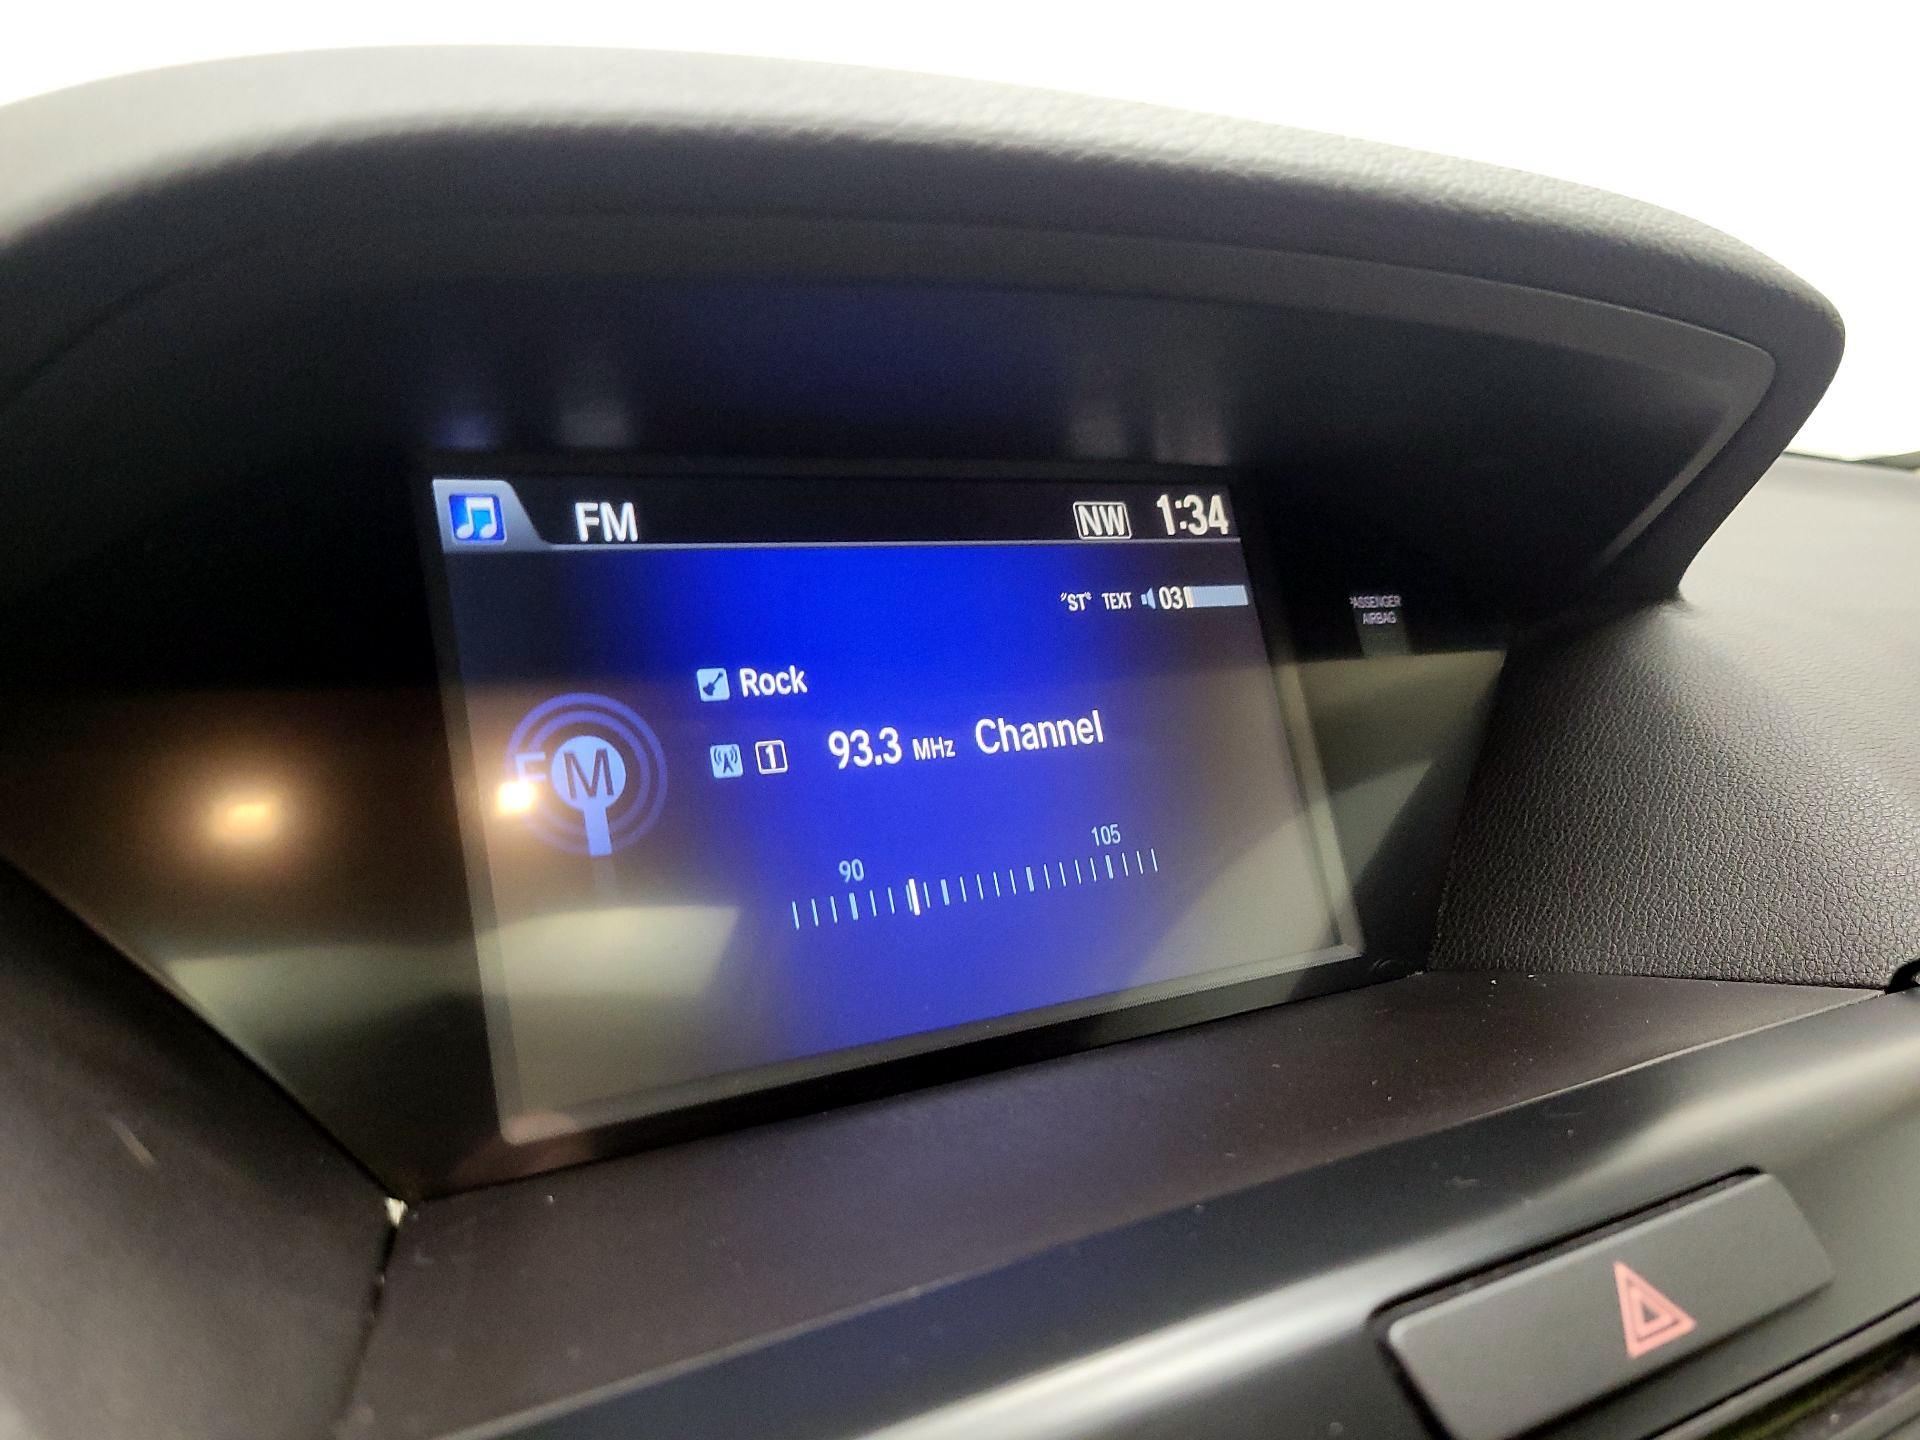 FM NW 1:34
"ST" TEXT 03
PASSENGER
AIRBAG
Rock
FM
1 93.3 MHz Channel
90 105